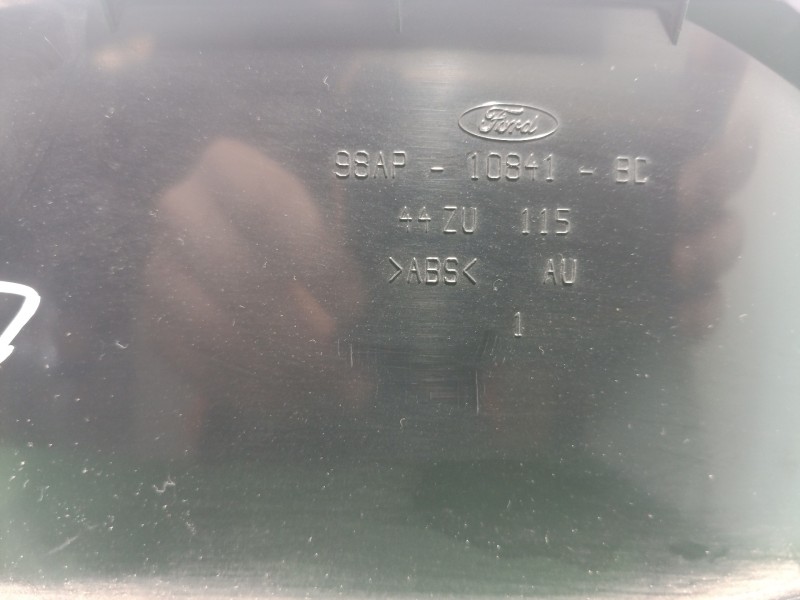 Ford
98AP - 10841 - BC
44 ZU 115
>ABS< AU
1